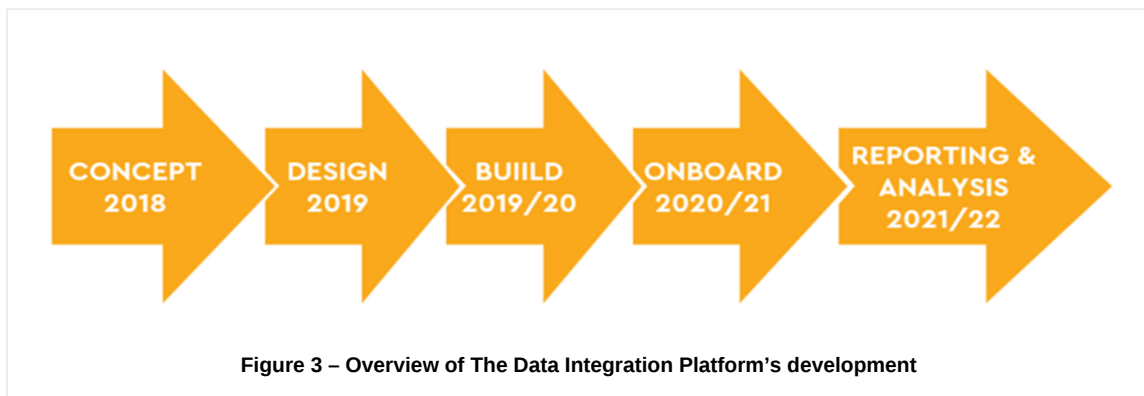 CONCEPT
2018
DESIGN
2019
BUIILD
2019/20
ONBOARD
2020/21
REPORTING &
ANALYSIS
2021/22
Figure 3 – Overview of The Data Integration Platform’s development